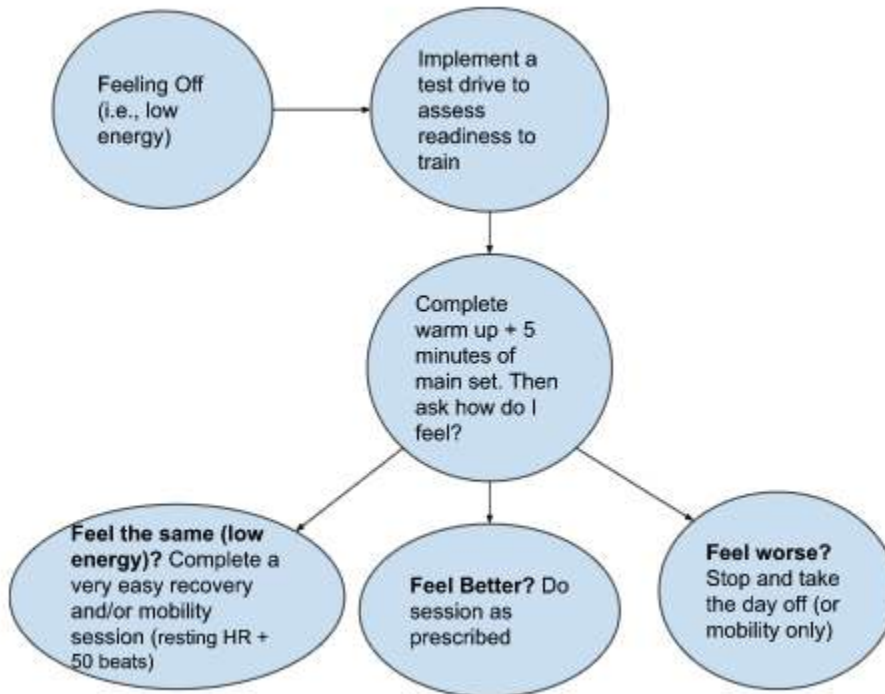 Feeling Off
(i.e., low
energy)
Implement a
test drive to
assess
readiness to
train
Complete
warm up + 5
minutes of
main set. Then
ask how do I
feel?
Feel the same (low
energy)? Complete a
very easy recovery
and/or mobility
session (resting HR +
50 beats)
Feel Better? Do
session as
prescribed
Feel worse?
Stop and take
the day off (or
mobility only)